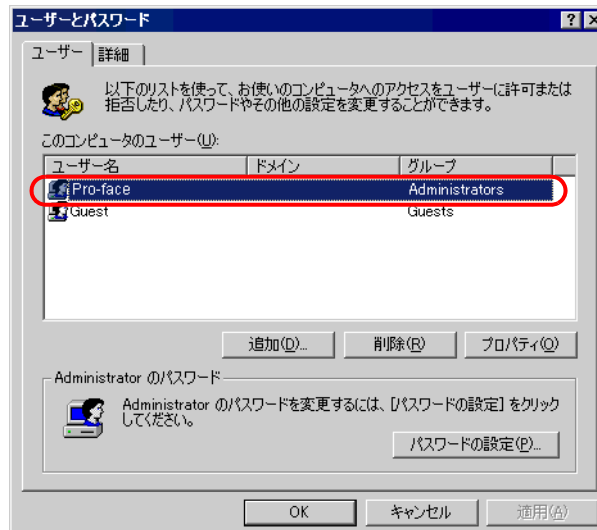 ユーザーとパスワード
ユーザー 詳細
以下のリストを使って、お使いのコンピュータへのアクセスをユーザーに許可または
拒否したり、パスワードやその他の設定を変更することができます。
このコンピュータのユーザー(U):
ユーザー名 ドメイン グループ
Pro-face Administrators
Guest Guests
追加(D)... 削除(R) プロパティ(O)
Administrator のパスワード
Administrator のパスワードを変更するには、[パスワードの設定] をクリック
してください。
パスワードの設定(P)...
OK キャンセル 適用(A)